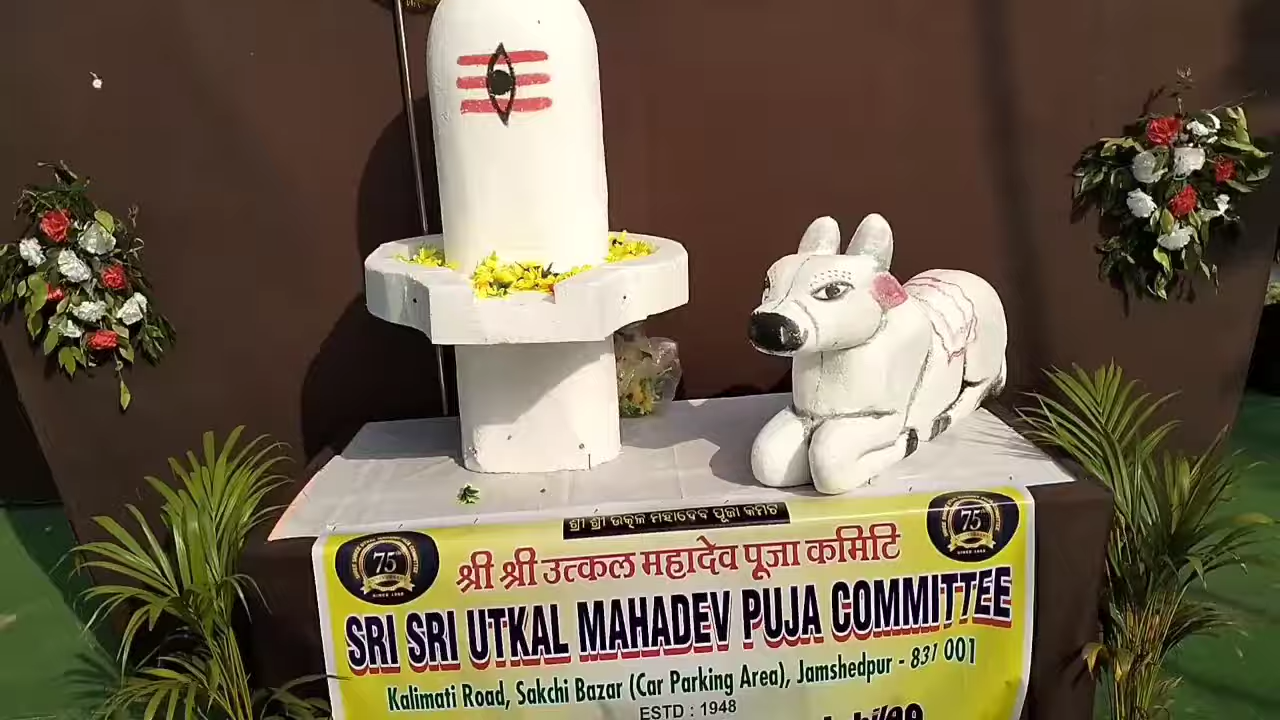 ଶ୍ରୀ ଶ୍ରୀ ଉତ୍କଳ ମହାଦେବ ପୂଜା କମିଟି
75
75
श्री श्री उत्कल महादेव पूजा कमिटि
SRI SRI UTKAL MAHADEV PUJA COMMITTEE
Kalimati Road, Sakchi Bazar (Car Parking Area), Jamshedpur - 831 001
ESTD : 1948